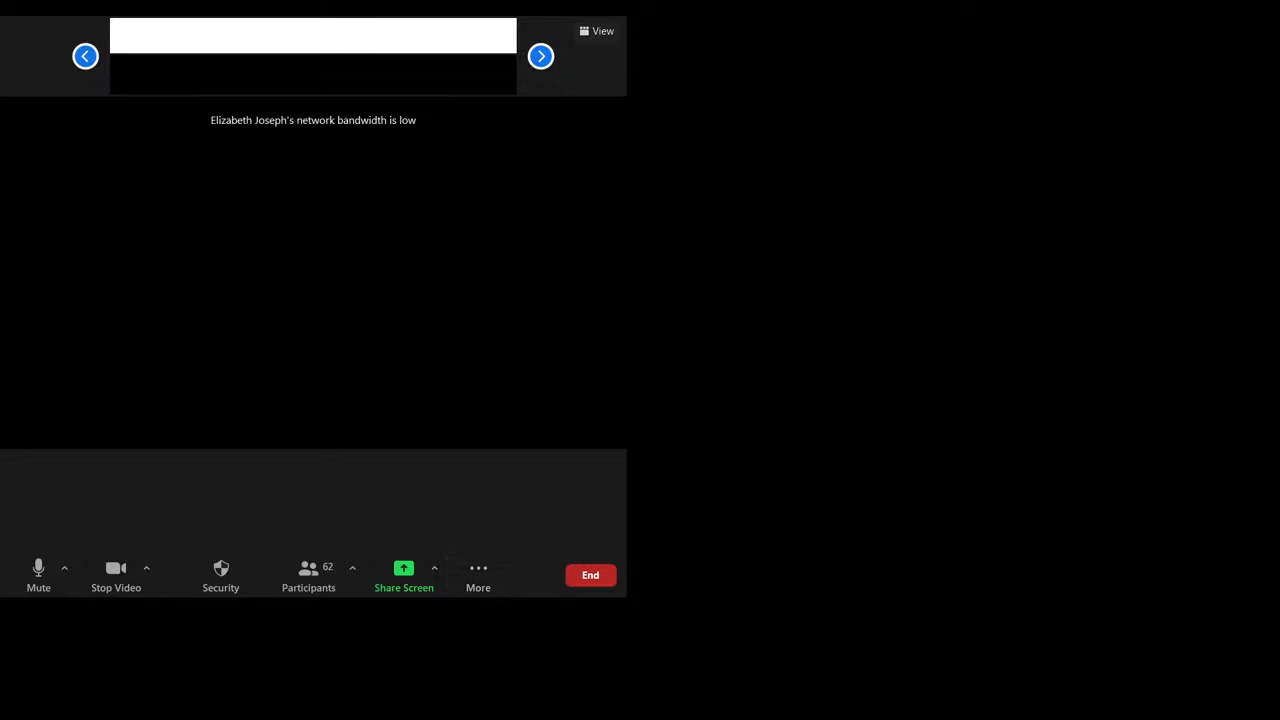 View
Elizabeth Joseph's network bandwidth is low
62
Mute
Stop Video
Security
Participants
Share Screen
More
End